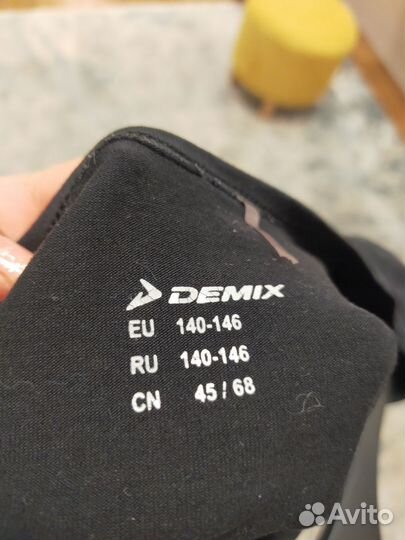 DEMIX
EU 140-146
RU 140-146
CN 45 / 68
Avito